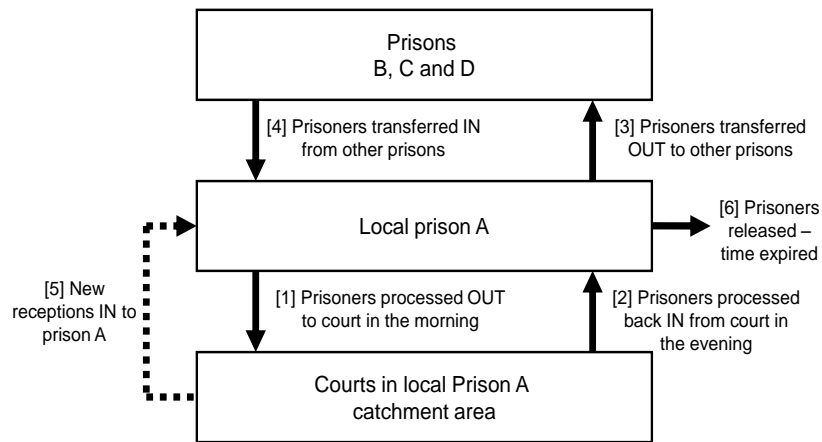 Prisons
B, C and D
[4] Prisoners transferred IN
from other prisons
[3] Prisoners transferred
OUT to other prisons
Local prison A
[6] Prisoners
released –
time expired
[5] New
receptions IN to
prison A
[1] Prisoners processed OUT
to court in the morning
[2] Prisoners processed
back IN from court in
the evening
Courts in local Prison A
catchment area